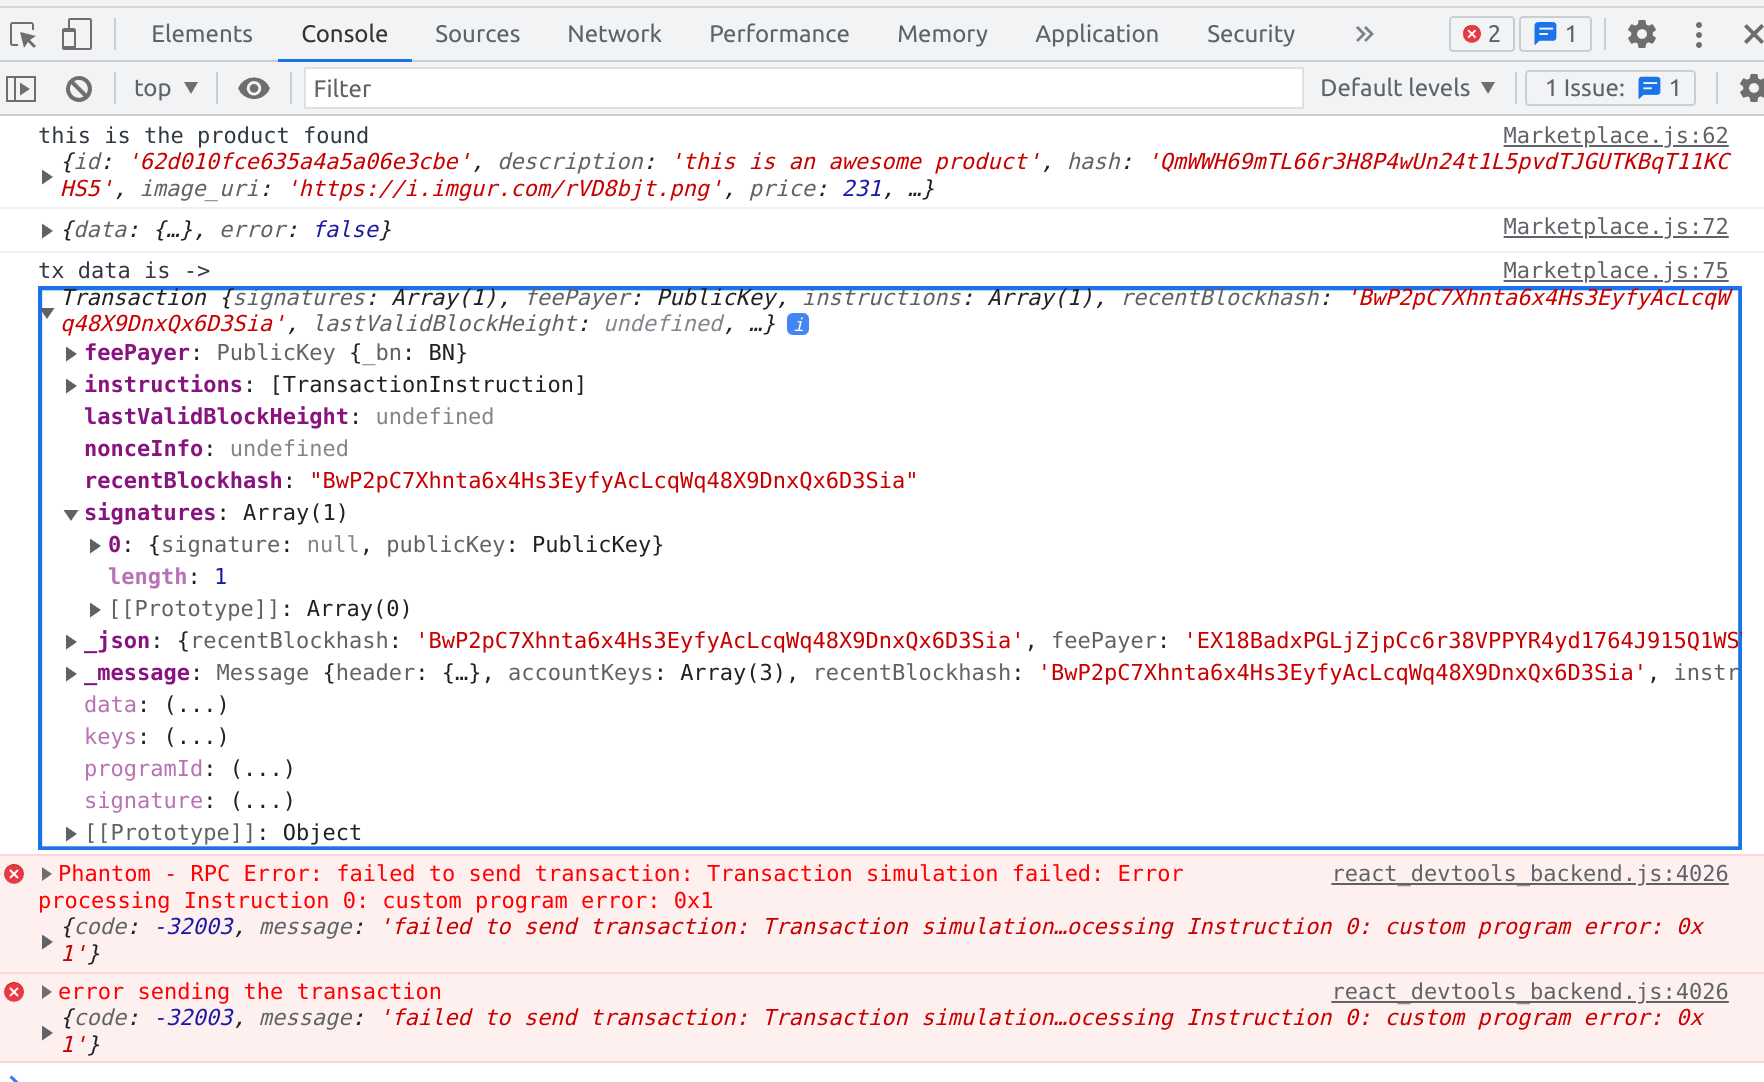 Elements Console Sources Network Performance Memory Application Security » 2 1
top ▼ Filter Default levels ▼ 1 Issue: 1
this is the product found Marketplace.js:62
{id: '62d010fce635a4a5a06e3cbe', description: 'this is an awesome product', hash: 'QmWWH69mTL66r3H8P4wUn24t1L5pvdTJGUTKBqT11KC
HS5', image_uri: 'https://i.imgur.com/rVD8bjt.png', price: 231, …}
{data: {…}, error: false} Marketplace.js:72
tx data is -> Marketplace.js:75
Transaction {signatures: Array(1), feePayer: PublicKey, instructions: Array(1), recentBlockhash: 'BwP2pC7Xhnta6x4Hs3EyfyAcLcqW
q48X9DnxQx6D3Sia', lastValidBlockHeight: undefined, …} i
feePayer: PublicKey {_bn: BN}
instructions: [TransactionInstruction]
lastValidBlockHeight: undefined
nonceInfo: undefined
recentBlockhash: "BwP2pC7Xhnta6x4Hs3EyfyAcLcqWq48X9DnxQx6D3Sia"
signatures: Array(1)
0: {signature: null, publicKey: PublicKey}
length: 1
[[Prototype]]: Array(0)
_json: {recentBlockhash: 'BwP2pC7Xhnta6x4Hs3EyfyAcLcqWq48X9DnxQx6D3Sia', feePayer: 'EX18BadxPGLjZjpCc6r38VPPYR4yd1764J915Q1WS
_message: Message {header: {…}, accountKeys: Array(3), recentBlockhash: 'BwP2pC7Xhnta6x4Hs3EyfyAcLcqWq48X9DnxQx6D3Sia', instr
data: (...)
keys: (...)
programId: (...)
signature: (...)
[[Prototype]]: Object
Phantom - RPC Error: failed to send transaction: Transaction simulation failed: Error react_devtools_backend.js:4026
processing Instruction 0: custom program error: 0x1
{code: -32003, message: 'failed to send transaction: Transaction simulation…ocessing Instruction 0: custom program error: 0x
1'}
error sending the transaction react_devtools_backend.js:4026
{code: -32003, message: 'failed to send transaction: Transaction simulation…ocessing Instruction 0: custom program error: 0x
1'}